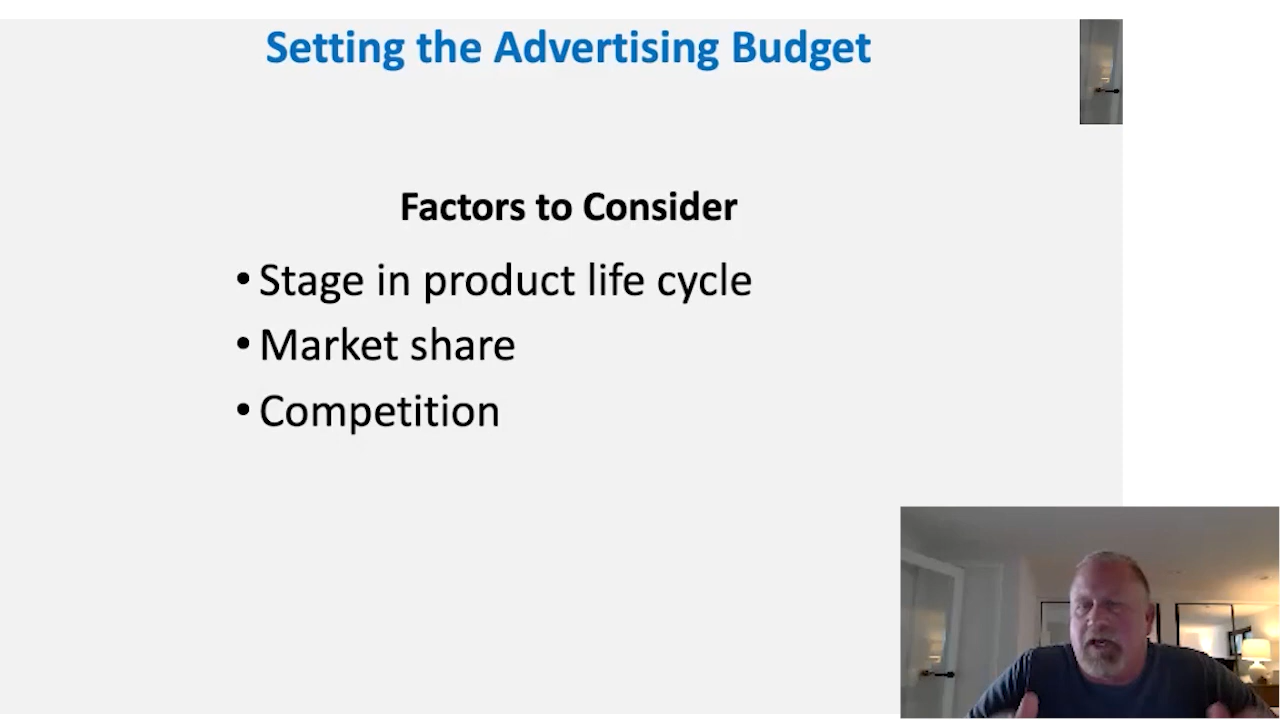 Setting the Advertising Budget
Factors to Consider
• Stage in product life cycle
• Market share
• Competition